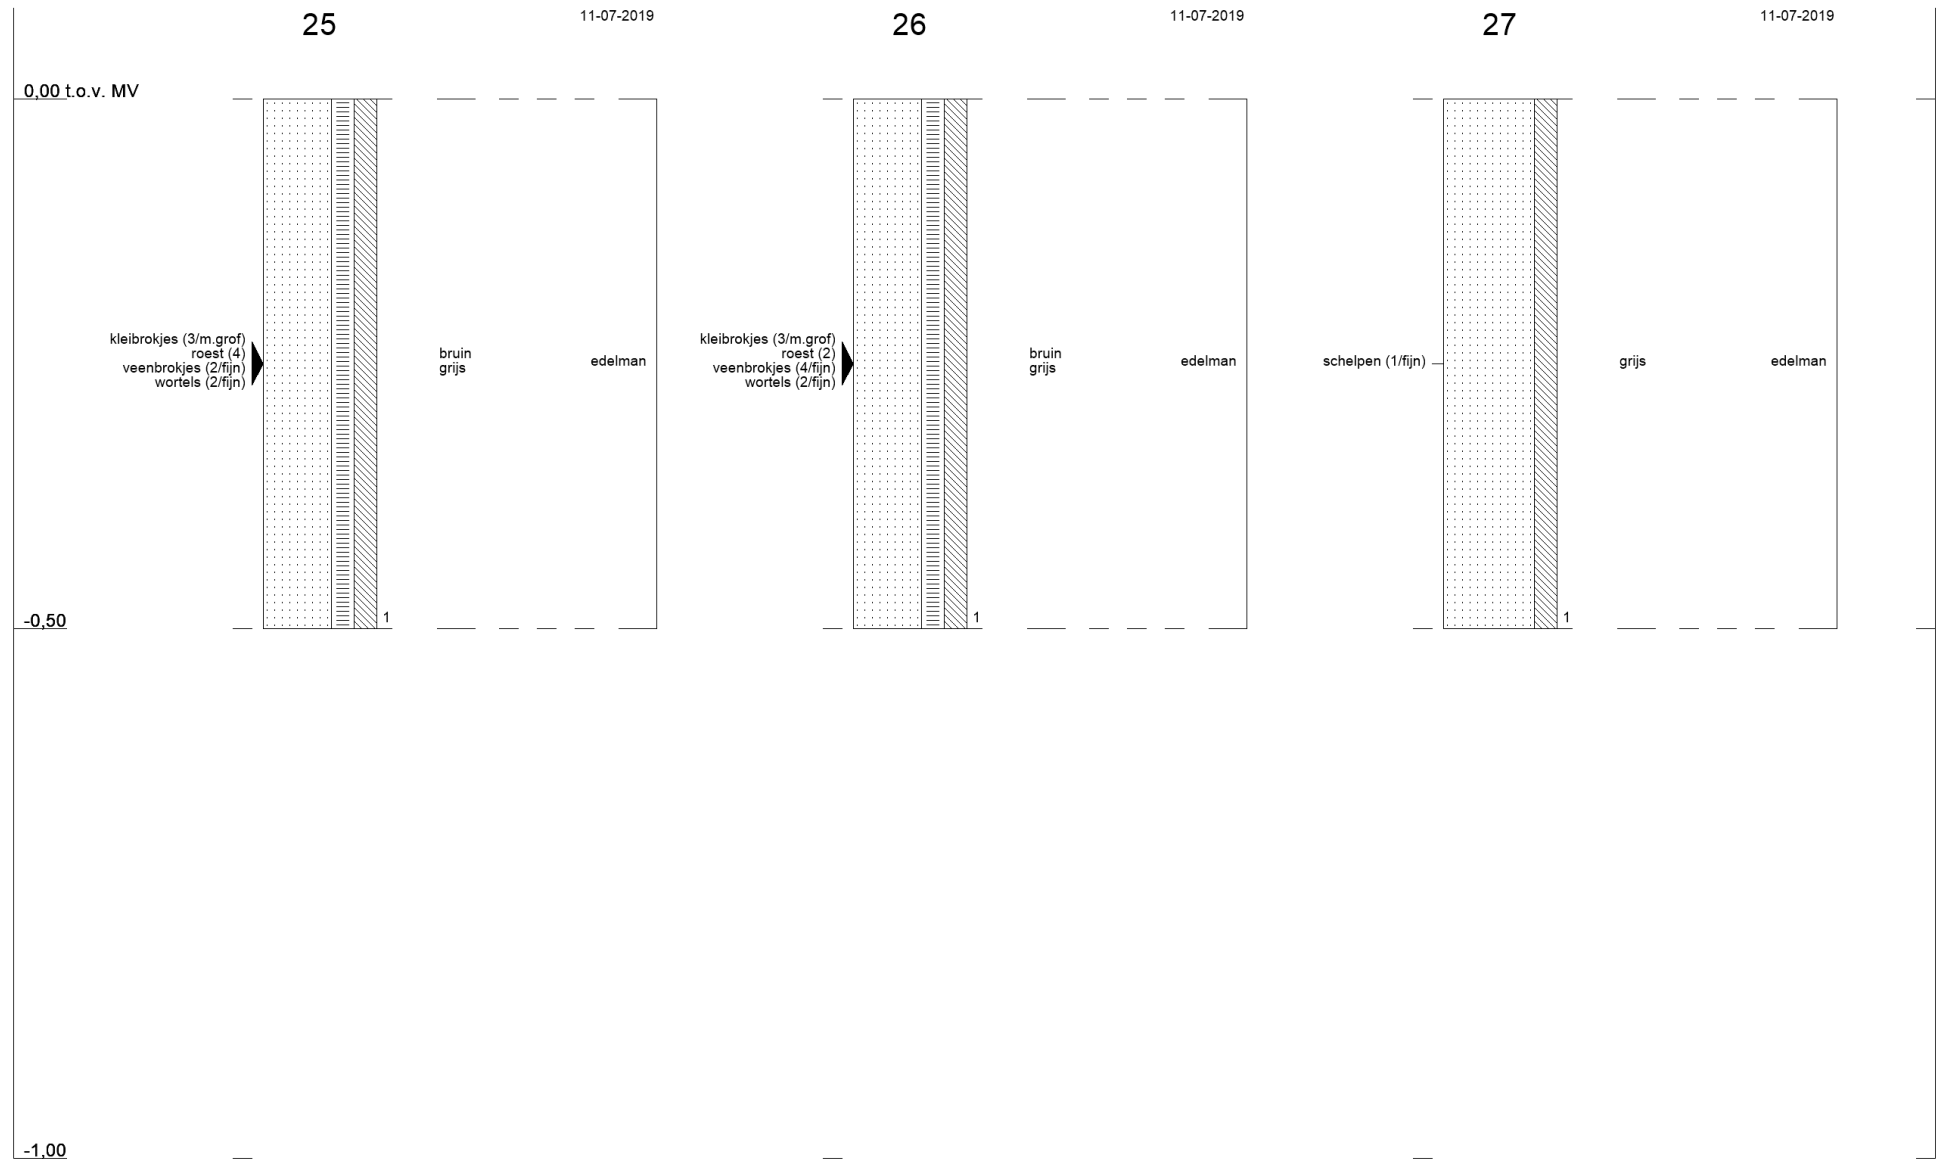 25
11-07-2019
26
11-07-2019
27
11-07-2019
0,00 t.o.v. MV
kleibrokjes (3/m.grof)
roest (4)
veenbrokjes (2/fijn)
wortels (2/fijn)
bruin
grijs
edelman
1
kleibrokjes (3/m.grof)
roest (2)
veenbrokjes (4/fijn)
wortels (2/fijn)
bruin
grijs
edelman
1
schelpen (1/fijn)
grijs
edelman
1
-0,50
-1,00